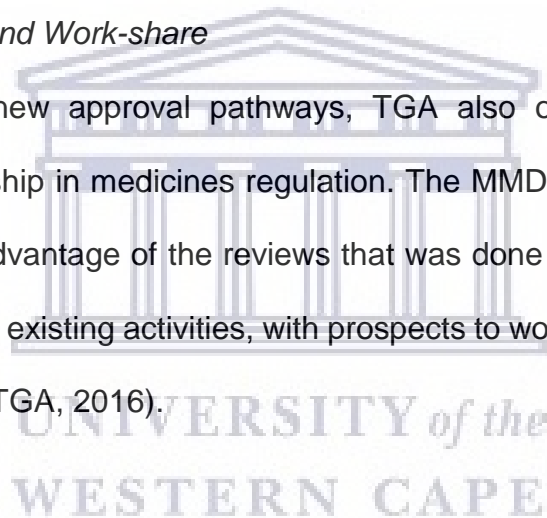 nd Work-share
new approval pathways, TGA also
ship in medicines regulation. The MMD
dvantage of the reviews that was done
existing activities, with prospects to wo
TGA, 2016).
UNIVERSITY of the
WESTERN CAPE